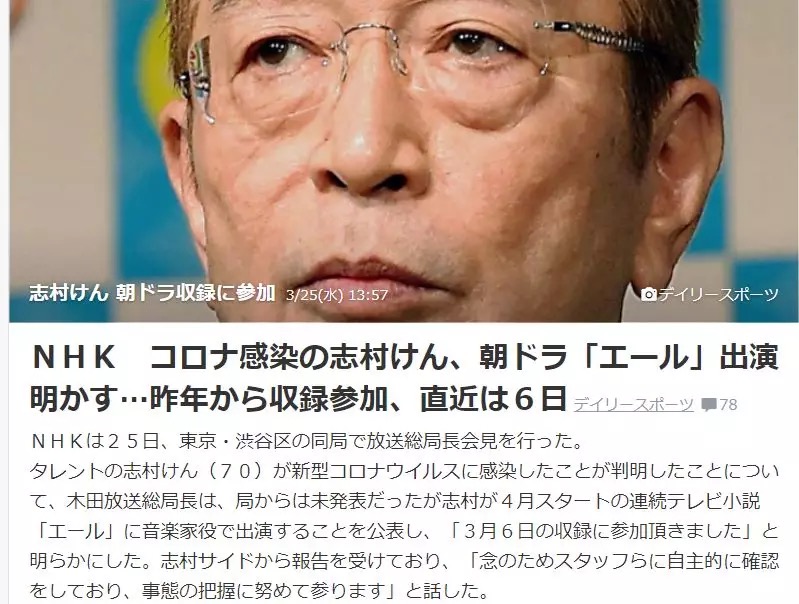 志村けん 朝ドラ収録に参加 3/25(水) 13:57 デイリースポーツ
ＮＨＫ　コロナ感染の志村けん、朝ドラ「エール」出演
明かす…昨年から収録参加、直近は６日 デイリースポーツ 78
ＮＨＫは２５日、東京・渋谷区の同局で放送総局長会見を行った。
タレントの志村けん（７０）が新型コロナウイルスに感染したことが判明したことについ
て、木田放送総局長は、局からは未発表だったが志村が４月スタートの連続テレビ小説
「エール」に音楽家役で出演することを公表し、「３月６日の収録に参加頂きました」と
明らかにした。志村サイドから報告を受けており、「念のためスタッフらに自主的に確認
をしており、事態の把握に努めて参ります」と話した。